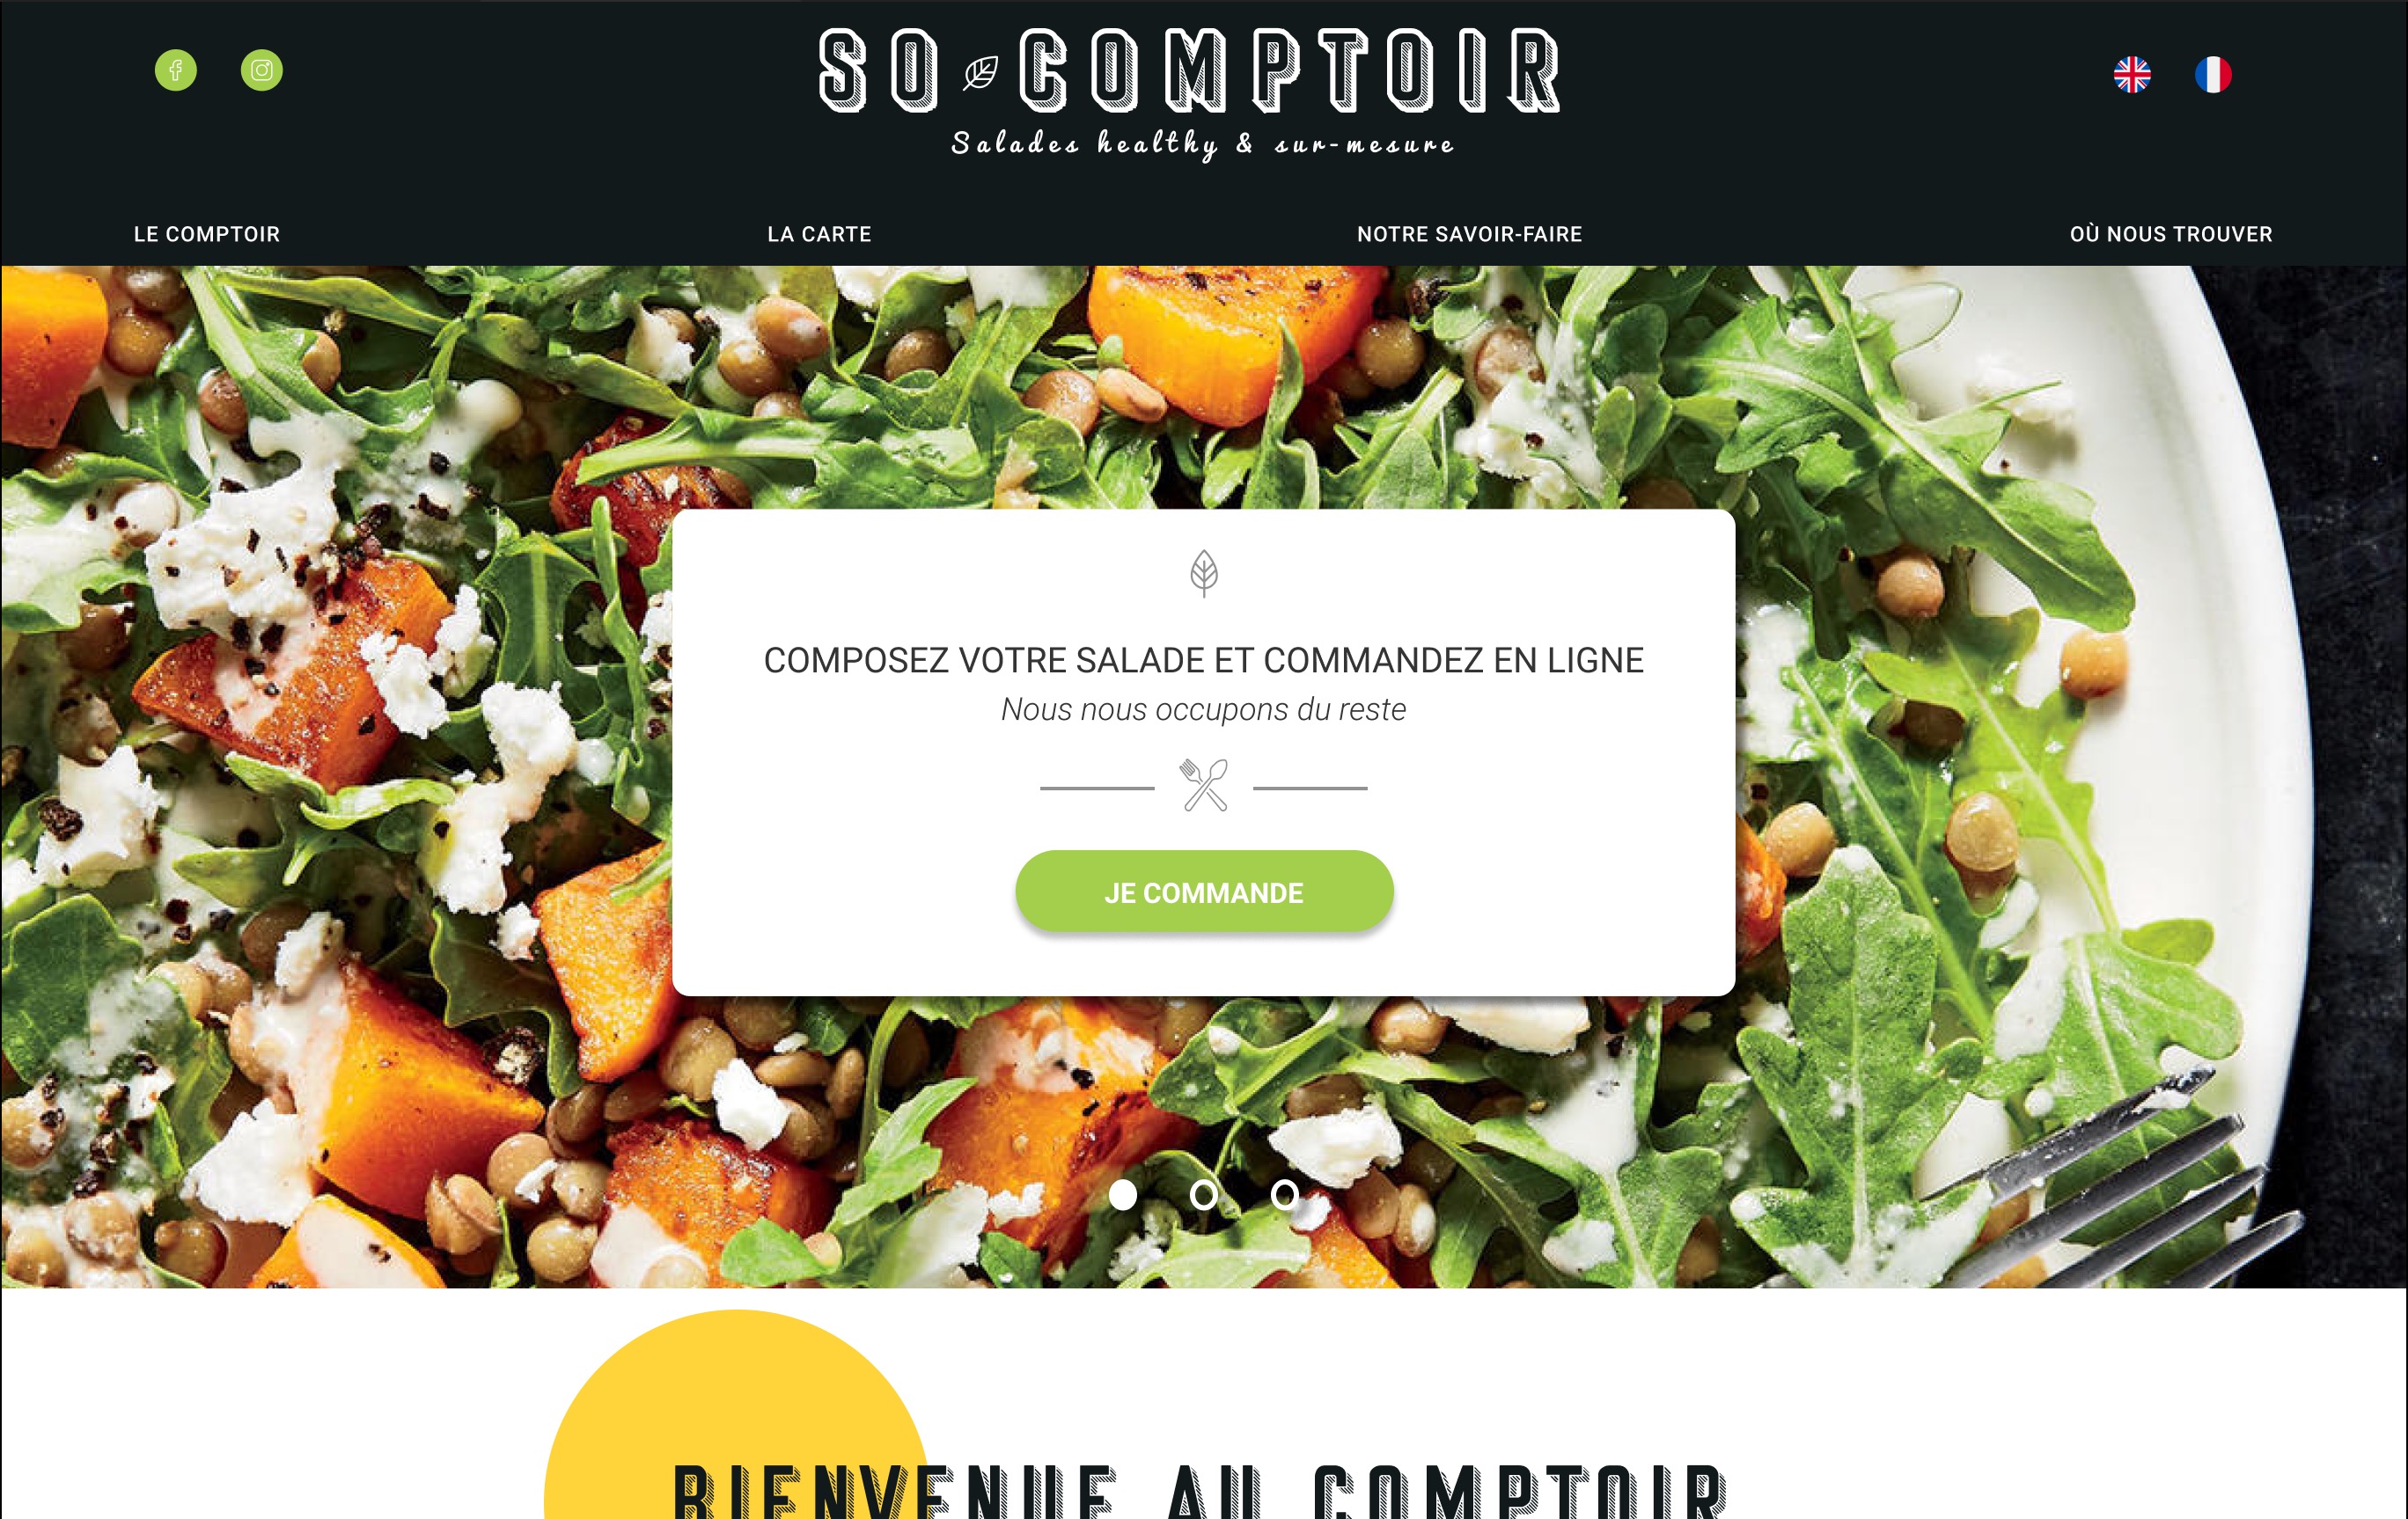 SO COMPTOIR
Salades healthy & sur-mesure
LE COMPTOIR
LA CARTE
NOTRE SAVOIR-FAIRE
OÙ NOUS TROUVER
COMPOSEZ VOTRE SALADE ET COMMANDEZ EN LIGNE
Nous nous occupons du reste
JE COMMANDE
BIENVENUE AU COMPTOIR